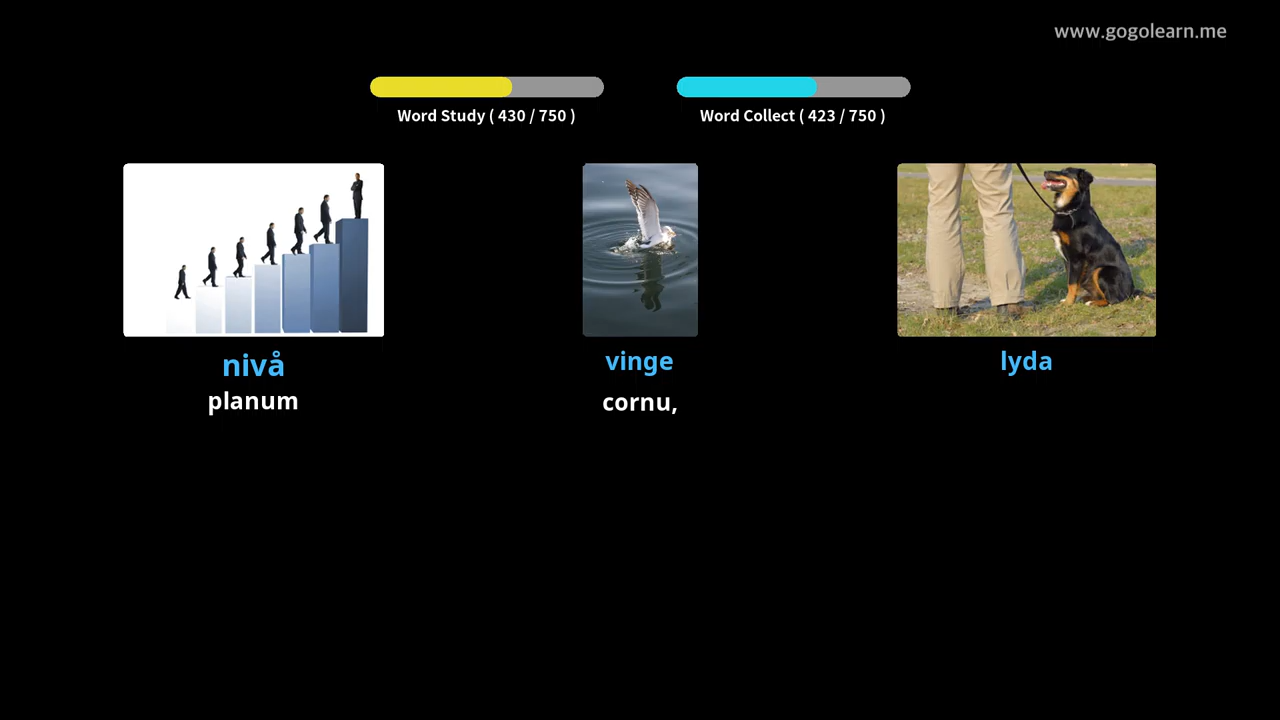 www.gogolearn.me
Word Study ( 430 / 750 )
Word Collect ( 423 / 750 )
nivå
vinge
lyda
planum
cornu,